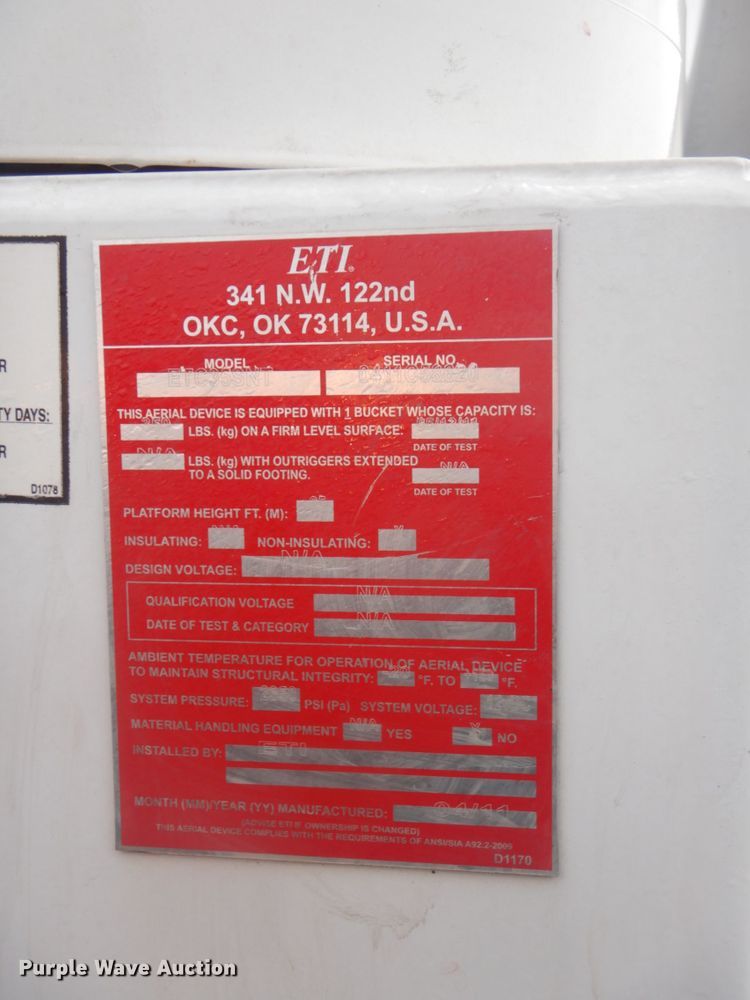 ETI
341 N.W. 122nd
OKC, OK 73114, U.S.A.
MODEL SERIAL NO.
THIS AERIAL DEVICE IS EQUIPPED WITH 1 BUCKET WHOSE CAPACITY IS:
LBS. (kg) ON A FIRM LEVEL SURFACE:
DATE OF TEST
N/A LBS. (kg) WITH OUTRIGGERS EXTENDED N/A
TO A SOLID FOOTING.
DATE OF TEST
PLATFORM HEIGHT FT. (M):
INSULATING: N/A NON-INSULATING: X
DESIGN VOLTAGE: N/A
QUALIFICATION VOLTAGE N/A
DATE OF TEST & CATEGORY N/A
AMBIENT TEMPERATURE FOR OPERATION OF AERIAL DEVICE
TO MAINTAIN STRUCTURAL INTEGRITY: °F. TO °F.
SYSTEM PRESSURE: PSI (Pa) SYSTEM VOLTAGE:
MATERIAL HANDLING EQUIPMENT N/A YES X NO
INSTALLED BY: ETI
MONTH (MM)/YEAR (YY) MANUFACTURED: 04/11
(ADVISE ETI IF OWNERSHIP IS CHANGED)
THIS AERIAL DEVICE COMPLIES WITH THE REQUIREMENTS OF ANSI/SIA A92.2-2009
D1170
R
TY DAYS:
R
D1078
Purple Wave Auction